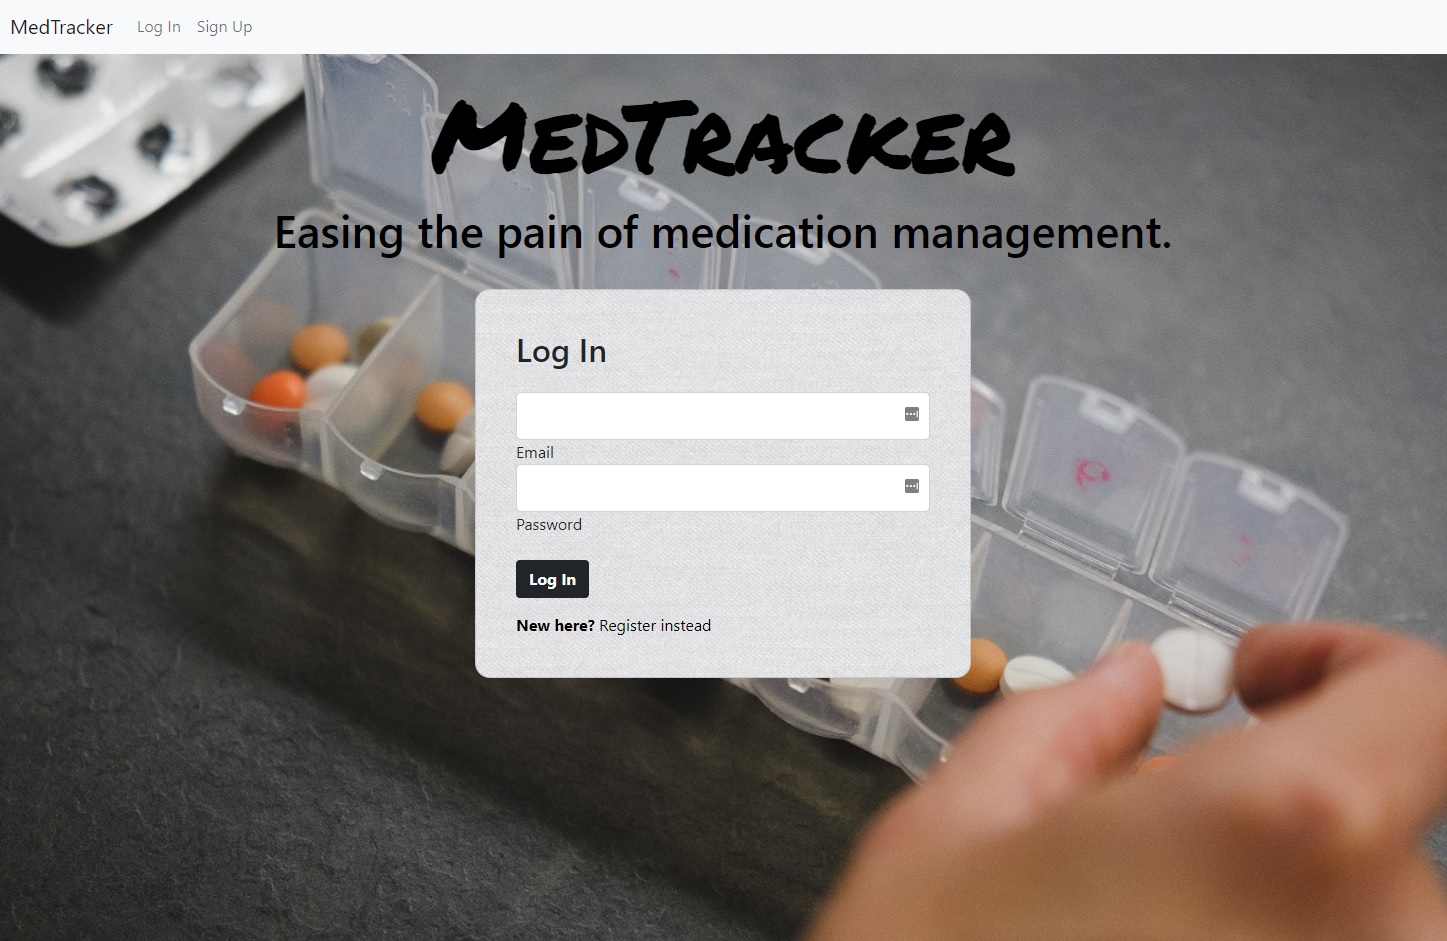 MedTracker Log In Sign Up
MedTracker
Easing the pain of medication management.
Log In
Email
Password
Log In
New here? Register instead